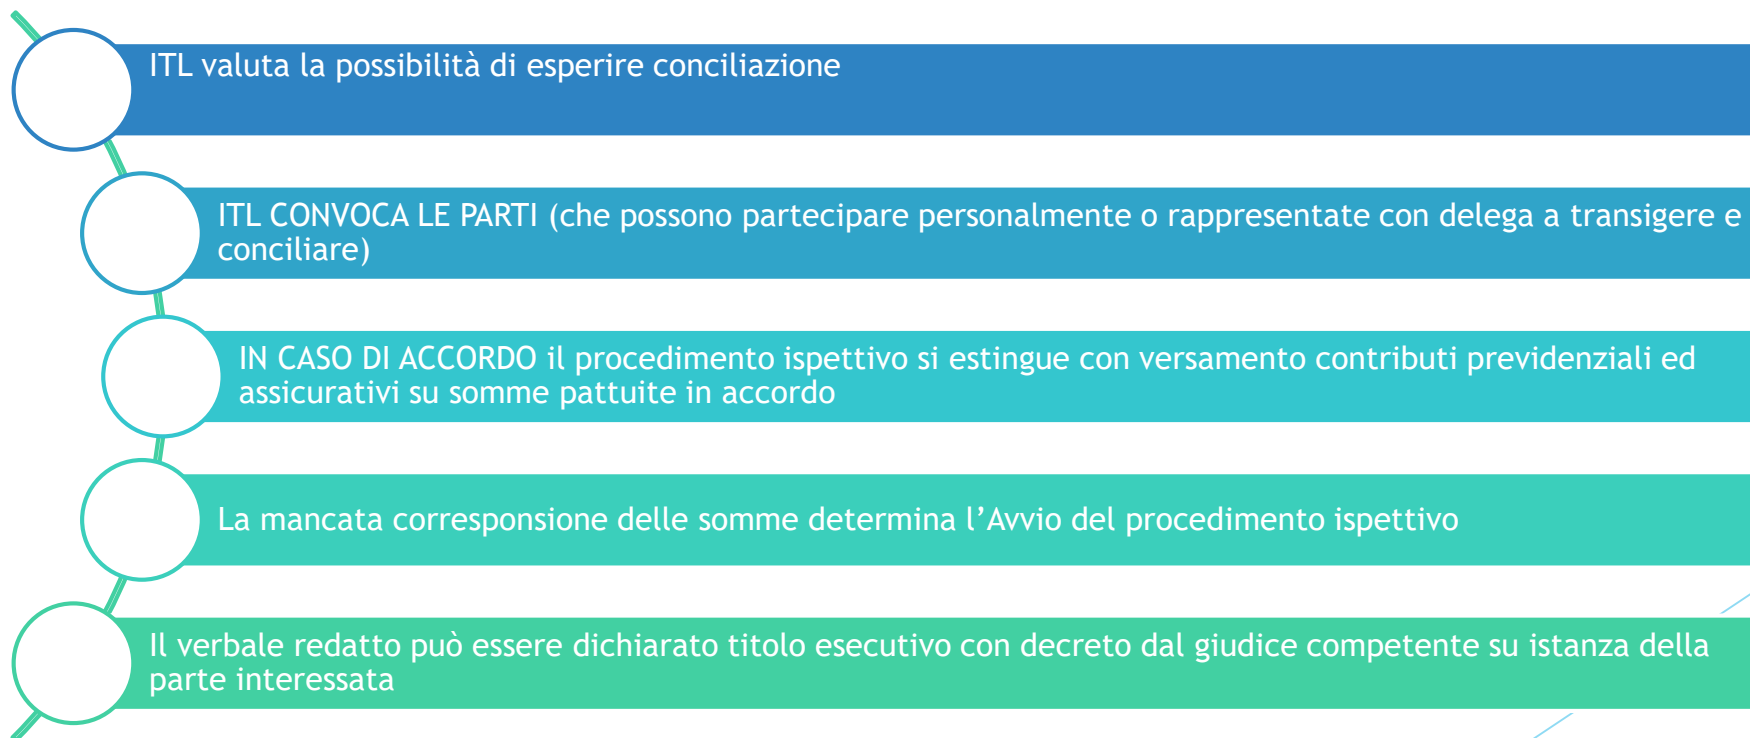 ITL valuta la possibilità di esperire conciliazione
ITL CONVOCA LE PARTI (che possono partecipare personalmente o rappresentate con delega a transigere e
conciliare)
IN CASO DI ACCORDO il procedimento ispettivo si estingue con versamento contributi previdenziali ed
assicurativi su somme pattuite in accordo
La mancata corresponsione delle somme determina l’Avvio del procedimento ispettivo
Il verbale redatto può essere dichiarato titolo esecutivo con decreto dal giudice competente su istanza della
parte interessata